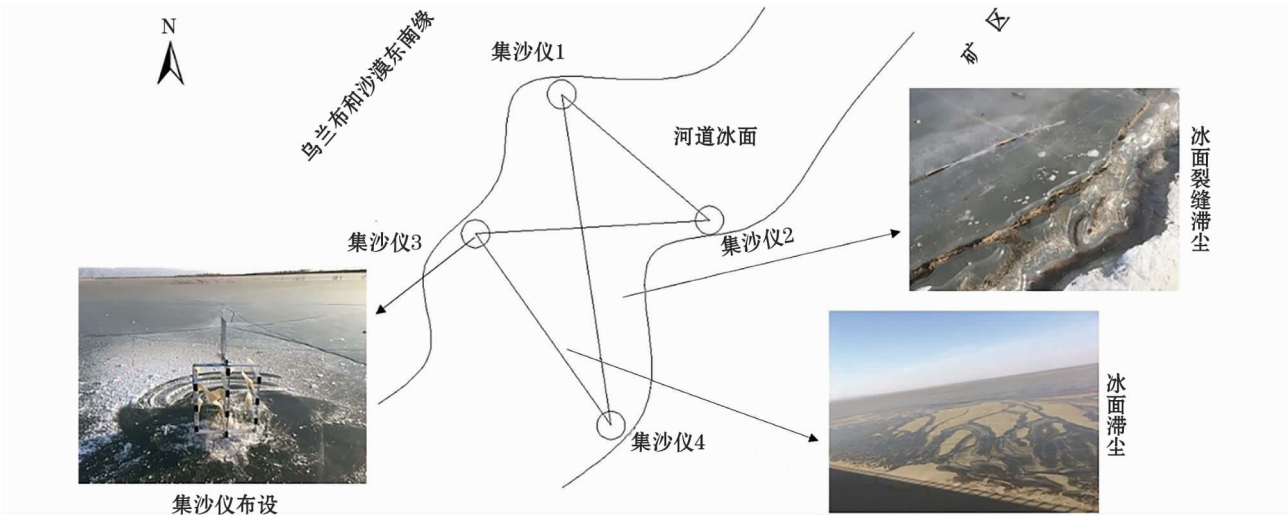 N
乌兰布和沙漠东南缘
集沙仪1
矿区
河道冰面
冰面裂缝滞尘
集沙仪3
集沙仪2
集沙仪4
冰面滞尘
集沙仪布设